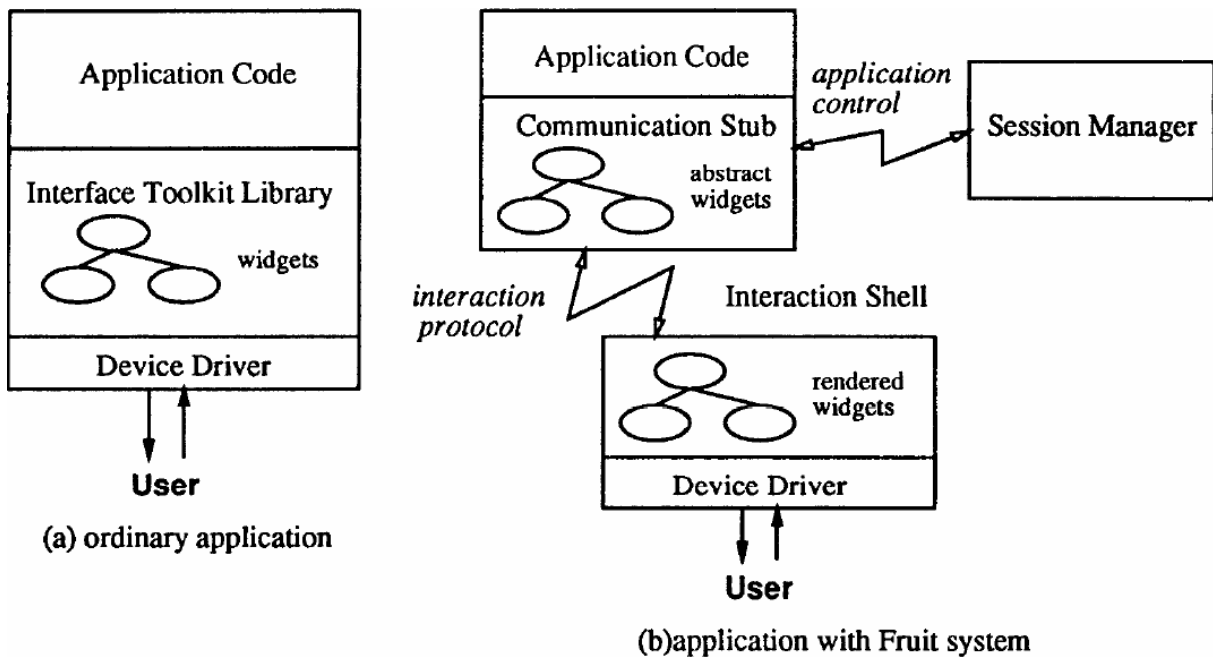 Application Code
Interface Toolkit Library
widgets
Device Driver
User
(a) ordinary application
Application Code
Communication Stub
abstract
widgets
application
control
Session Manager
interaction
protocol
Interaction Shell
rendered
widgets
Device Driver
User
(b)application with Fruit system